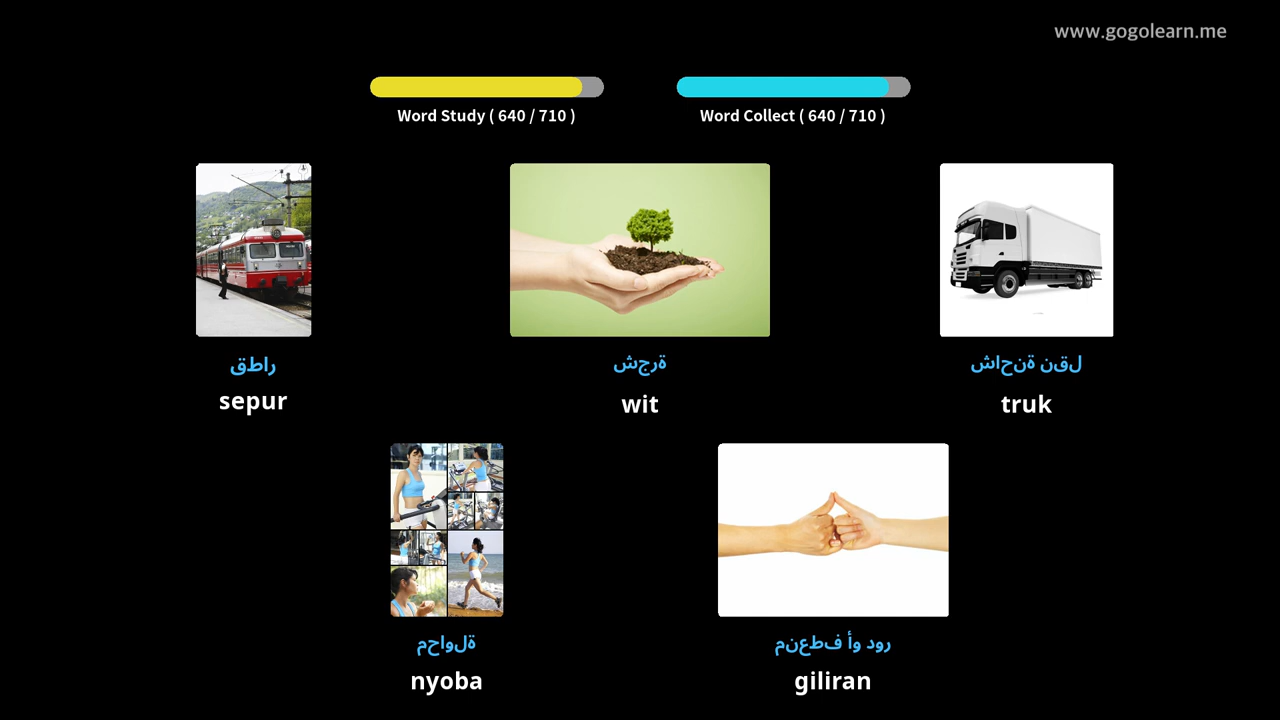 www.gogolearn.me
Word Study ( 640 / 710 )
Word Collect ( 640 / 710 )
راطق
sepur
ةرجش
wit
لقن ةنحاش
truk
ةلواحم
nyoba
رود وأ فطعنم
giliran